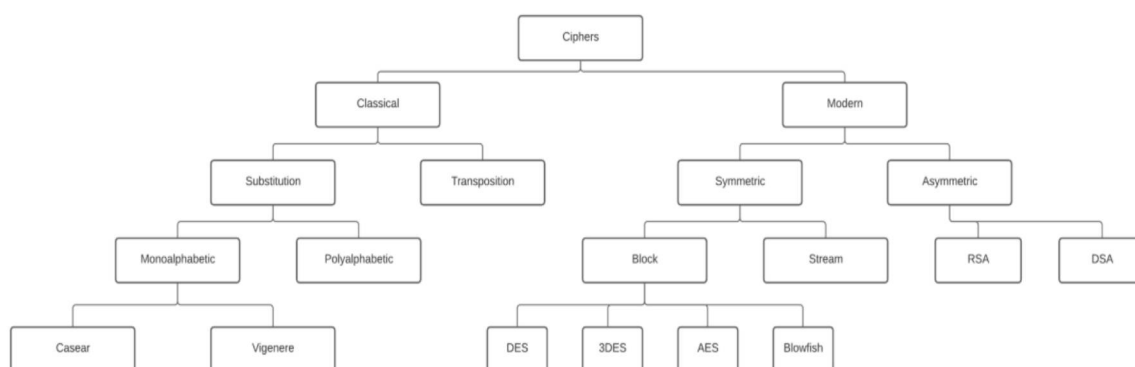 Ciphers
Classical
Modern
Substitution
Transposition
Symmetric
Asymmetric
Monoalphabetic
Polyalphabetic
Block
Stream
RSA
DSA
Casear
Vigenere
DES
3DES
AES
Blowfish